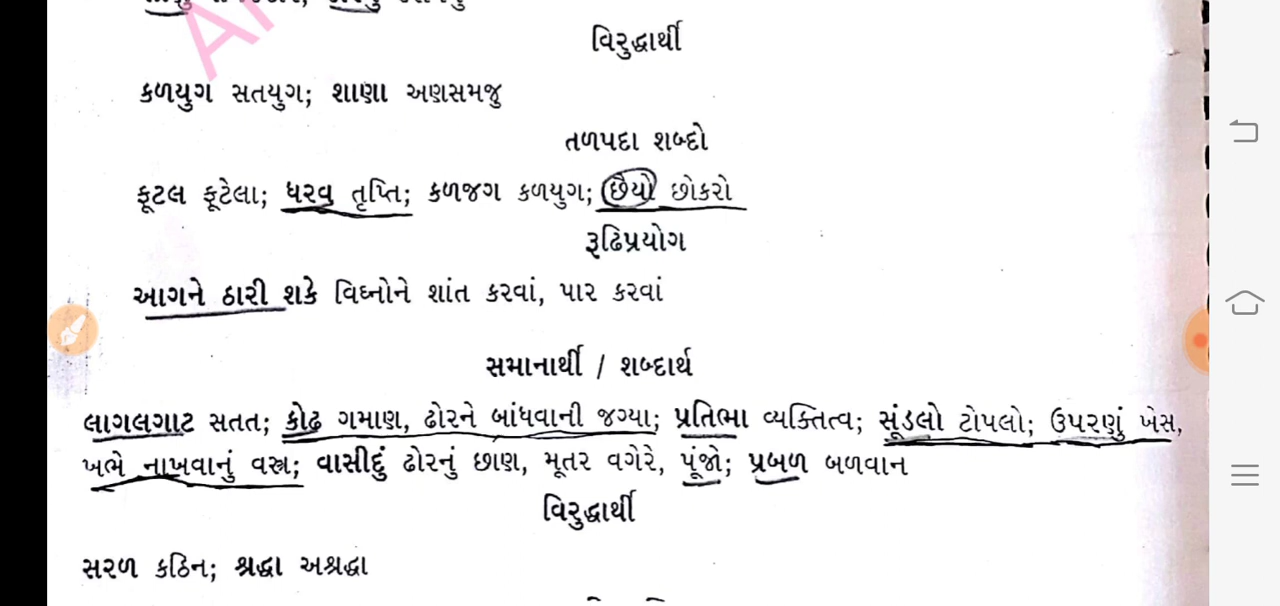 વિરુદ્ધાર્થી
કળયુગ સતયુગ; શાણા અણસમજુ
તળપદા શબ્દો
ફૂટલ ફૂટેલા; ધરવ તૃપ્તિ; કળજગ કળયુગ; છૈયો છોકરો
રૂઢિપ્રયોગ
આગને ઠારી શકે વિઘ્નોને શાંત કરવાં, પાર કરવાં
સમાનાર્થી / શબ્દાર્થ
લાગલગાટ સતત; કોઢ ગમાણ, ઢોરને બાંધવાની જગ્યા; પ્રતિભા વ્યક્તિત્વ; સૂંડલો ટોપલો; ઉપરણું ખેસ,
ખભે નાખવાનું વસ્ત્ર; વાસીદું ઢોરનું છાણ, મૂતર વગેરે, પૂંજો; પ્રબળ બળવાન
વિરુદ્ધાર્થી
સરળ કઠિન; શ્રદ્ધા અશ્રદ્ધા